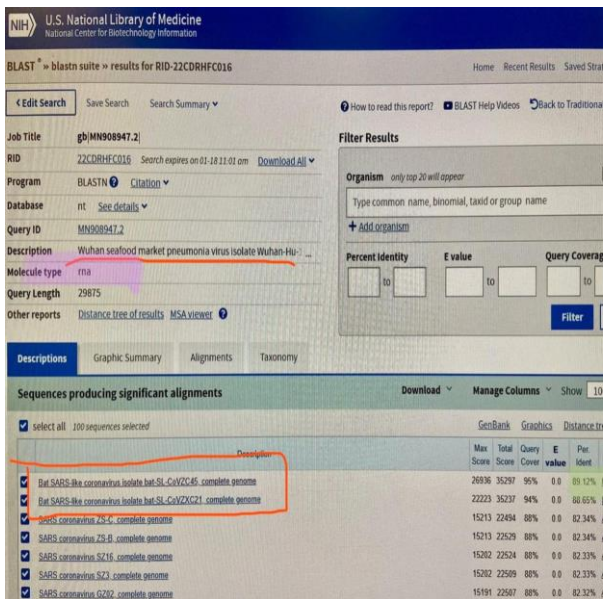 NIH U.S. National Library of Medicine
National Center for Biotechnology Information
BLAST ® » blastn suite » results for RID-22CDRHFC016
Home Recent Results Saved Strat
< Edit Search Save Search Search Summary
How to read this report? BLAST Help Videos Back to Traditional
Job Title gb|MN908947.2|
RID 22CDRHFC016 Search expires on 01-18 11:01 am Download All
Program BLASTN Citation
Database nt See details
Query ID MN908947.2
Description Wuhan seafood market pneumonia virus isolate Wuhan-Hu- ...
Molecule type rna
Query Length 29875
Other reports Distance tree of results MSA viewer
Filter Results
Organism only top 20 will appear
Type common name, binomial, taxid or group name
+ Add organism
Percent Identity E value Query Coverag
to to to
Filter
Descriptions Graphic Summary Alignments Taxonomy
Sequences producing significant alignments Download Manage Columns Show 10
select all 100 sequences selected GenBank Graphics Distance tre
Description Max Score Total Score Query Cover E value Per. Ident
Bat SARS-like coronavirus isolate bat-SL-CoVZC45, complete genome 26936 35297 95% 0.0 89.12%
Bat SARS-like coronavirus isolate bat-SL-CoVZXC21, complete genome 22223 35237 94% 0.0 88.65%
SARS coronavirus ZS-C, complete genome 15213 22494 88% 0.0 82.34%
SARS coronavirus ZS-B, complete genome 15213 22529 88% 0.0 82.34%
SARS coronavirus SZ16, complete genome 15202 22524 88% 0.0 82.33%
SARS coronavirus SZ3, complete genome 15202 22509 88% 0.0 82.33%
SARS coronavirus GZ02, complete genome 15191 22587 88% 0.0 82.32%